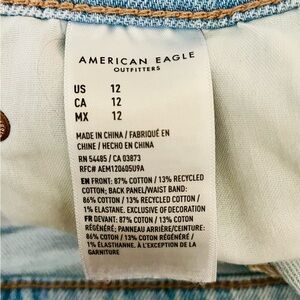 AMERICAN EAGLE
OUTFITTERS
US 12
CA 12
MX 12
MADE IN CHINA / FABRIQUÉ EN
CHINE / HECHO EN CHINA
RN 54485 / CA 03873
RFC# AEM120605U9A
EN FRONT: 87% COTTON / 13% RECYCLED
COTTON; BACK PANEL/WAIST BAND:
86% COTTON / 13% RECYCLED COTTON /
1% ELASTANE. EXCLUSIVE OF DECORATION
FR DEVANT: 87% COTON / 13% COTON
RÉGÉNÉRÉ; PANNEAU ARRIÈRE/CEINTURE:
86% COTON / 13% COTON RÉGÉNÉRÉ /
1% ÉLASTHANNE. À L'EXCEPTION DE LA
GARNITURE